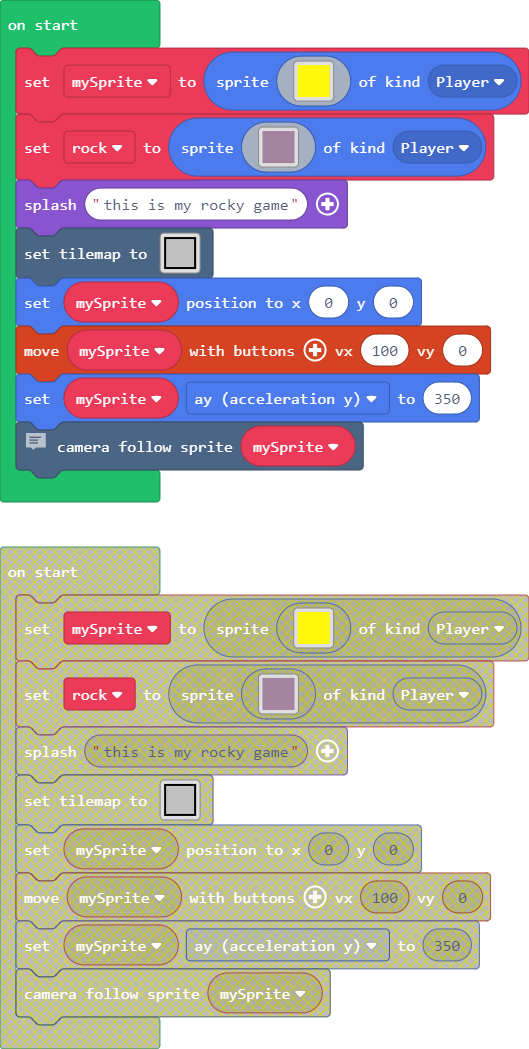 on start
set mySprite to sprite of kind Player
set rock to sprite of kind Player
splash "this is my rocky game"
set tilemap to
set mySprite position to x 0 y 0
move mySprite with buttons vx 100 vy 0
set mySprite ay (acceleration y) to 350
camera follow sprite mySprite
on start
set mySprite to sprite of kind Player
set rock to sprite of kind Player
splash "this is my rocky game"
set tilemap to
set mySprite position to x 0 y 0
move mySprite with buttons vx 100 vy 0
set mySprite ay (acceleration y) to 350
camera follow sprite mySprite